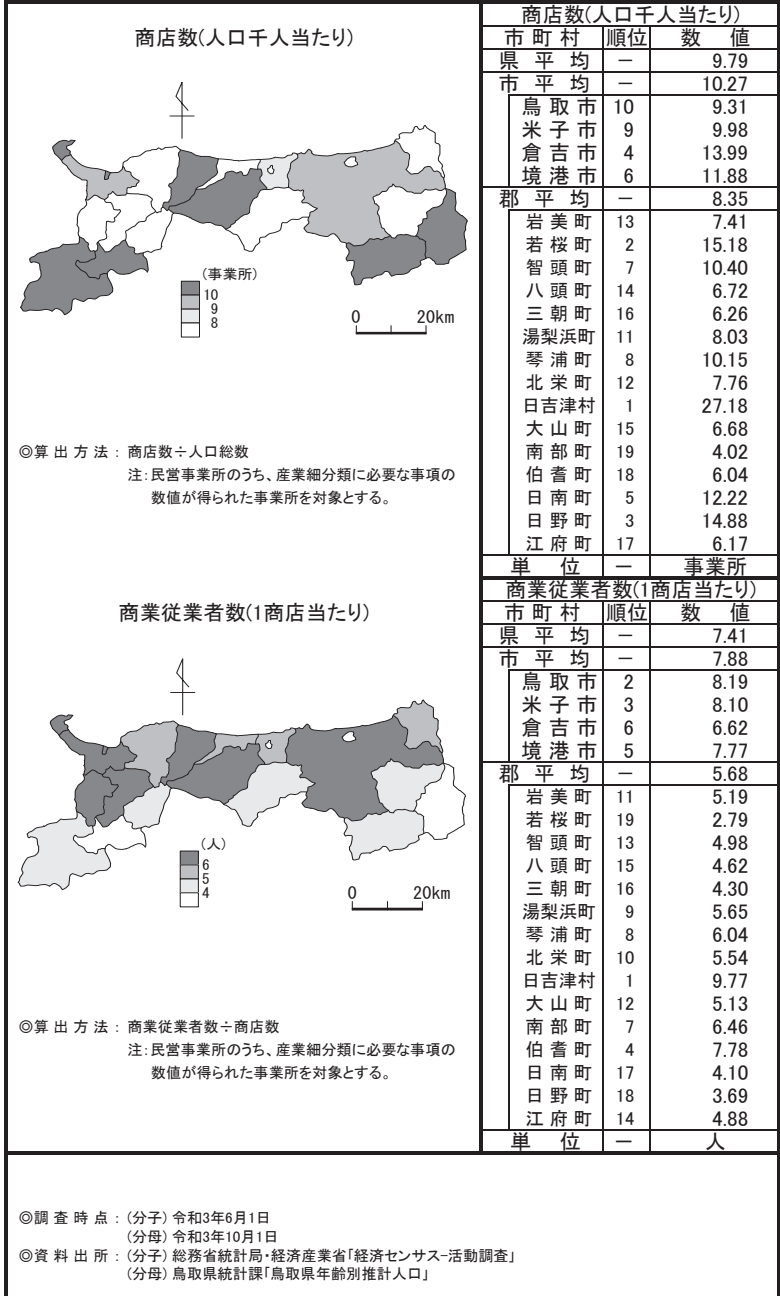 商店数(人口千人当たり)
(事業所)
10
9
8
0 20km
◎算出方法：商店数÷人口総数
注：民営事業所のうち、産業細分類に必要な事項の
数値が得られた事業所を対象とする。
商店数(人口千人当たり)
市町村 順位 数値
県平均 － 9.79
市平均 － 10.27
鳥取市 10 9.31
米子市 9 9.98
倉吉市 4 13.99
境港市 6 11.88
郡平均 － 8.35
岩美町 13 7.41
若桜町 2 15.18
智頭町 7 10.40
八頭町 14 6.72
三朝町 16 6.26
湯梨浜町 11 8.03
琴浦町 8 10.15
北栄町 12 7.76
日吉津村 1 27.18
大山町 15 6.68
南部町 19 4.02
伯耆町 18 6.04
日南町 5 12.22
日野町 3 14.88
江府町 17 6.17
単位 － 事業所
商業従業者数(1商店当たり)
(人)
6
5
4
0 20km
◎算出方法：商業従業者数÷商店数
注：民営事業所のうち、産業細分類に必要な事項の
数値が得られた事業所を対象とする。
商業従業者数(1商店当たり)
市町村 順位 数値
県平均 － 7.41
市平均 － 7.88
鳥取市 2 8.19
米子市 3 8.10
倉吉市 6 6.62
境港市 5 7.77
郡平均 － 5.68
岩美町 11 5.19
若桜町 19 2.79
智頭町 13 4.98
八頭町 15 4.62
三朝町 16 4.30
湯梨浜町 9 5.65
琴浦町 8 6.04
北栄町 10 5.54
日吉津村 1 9.77
大山町 12 5.13
南部町 7 6.46
伯耆町 4 7.78
日南町 17 4.10
日野町 18 3.69
江府町 14 4.88
単位 － 人
◎調査時点：(分子)令和3年6月1日
(分母)令和3年10月1日
◎資料出所：(分子)総務省統計局・経済産業省「経済センサス-活動調査」
(分母)鳥取県統計課「鳥取県年齢別推計人口」